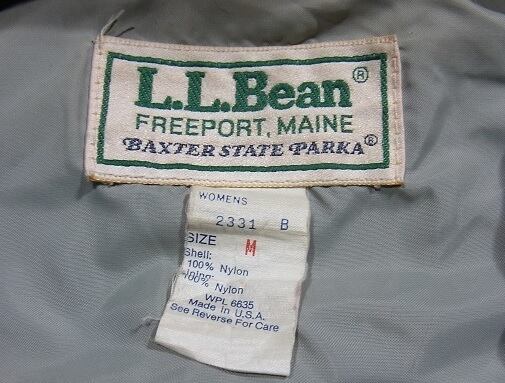 L.L.Bean®
FREEPORT, MAINE
BAXTER STATE PARKA®
WOMENS
2331 B
SIZE M
Shell:
100% Nylon
Lining:
100% Nylon
WPL 6635
Made in U.S.A.
See Reverse For Care